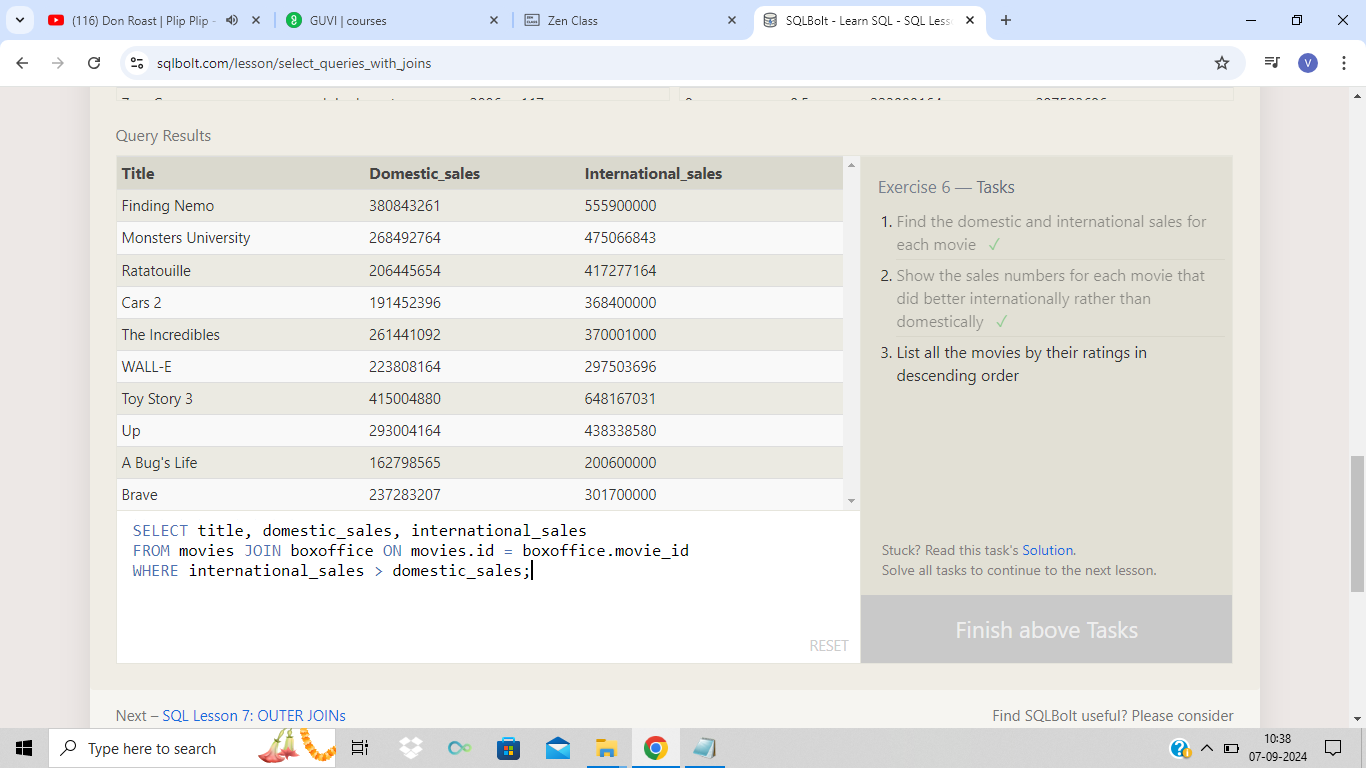 (116) Don Roast | Plip Plip -
GUVI | courses
Zen Class
SQLBolt - Learn SQL - SQL Less
sqlbolt.com/lesson/select_queries_with_joins
V
Query Results
Title Domestic_sales International_sales
Finding Nemo 380843261 555900000
Monsters University 268492764 475066843
Ratatouille 206445654 417277164
Cars 2 191452396 368400000
The Incredibles 261441092 370001000
WALL-E 223808164 297503696
Toy Story 3 415004880 648167031
Up 293004164 438338580
A Bug's Life 162798565 200600000
Brave 237283207 301700000
SELECT title, domestic_sales, international_sales
FROM movies JOIN boxoffice ON movies.id = boxoffice.movie_id
WHERE international_sales > domestic_sales;
RESET
Exercise 6 — Tasks
1. Find the domestic and international sales for
each movie ✓
2. Show the sales numbers for each movie that
did better internationally rather than
domestically ✓
3. List all the movies by their ratings in
descending order
Stuck? Read this task's Solution.
Solve all tasks to continue to the next lesson.
Finish above Tasks
Next – SQL Lesson 7: OUTER JOINs
Find SQLBolt useful? Please consider
Type here to search
10:38
07-09-2024